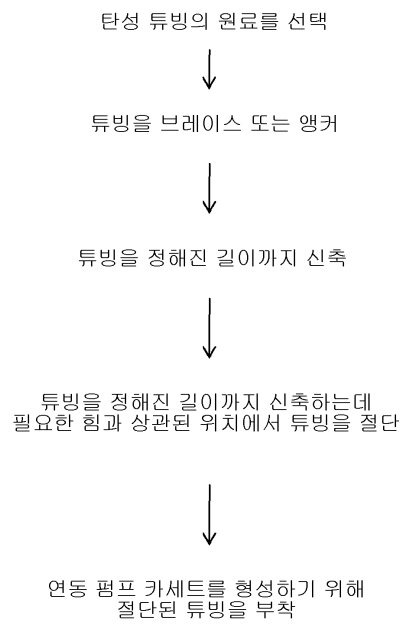 탄성 튜빙의 원료를 선택
튜빙을 브레이스 또는 앵커
튜빙을 정해진 길이까지 신축
튜빙을 정해진 길이까지 신축하는데
필요한 힘과 상관된 위치에서 튜빙을 절단
연동 펌프 카세트를 형성하기 위해
절단된 튜빙을 부착